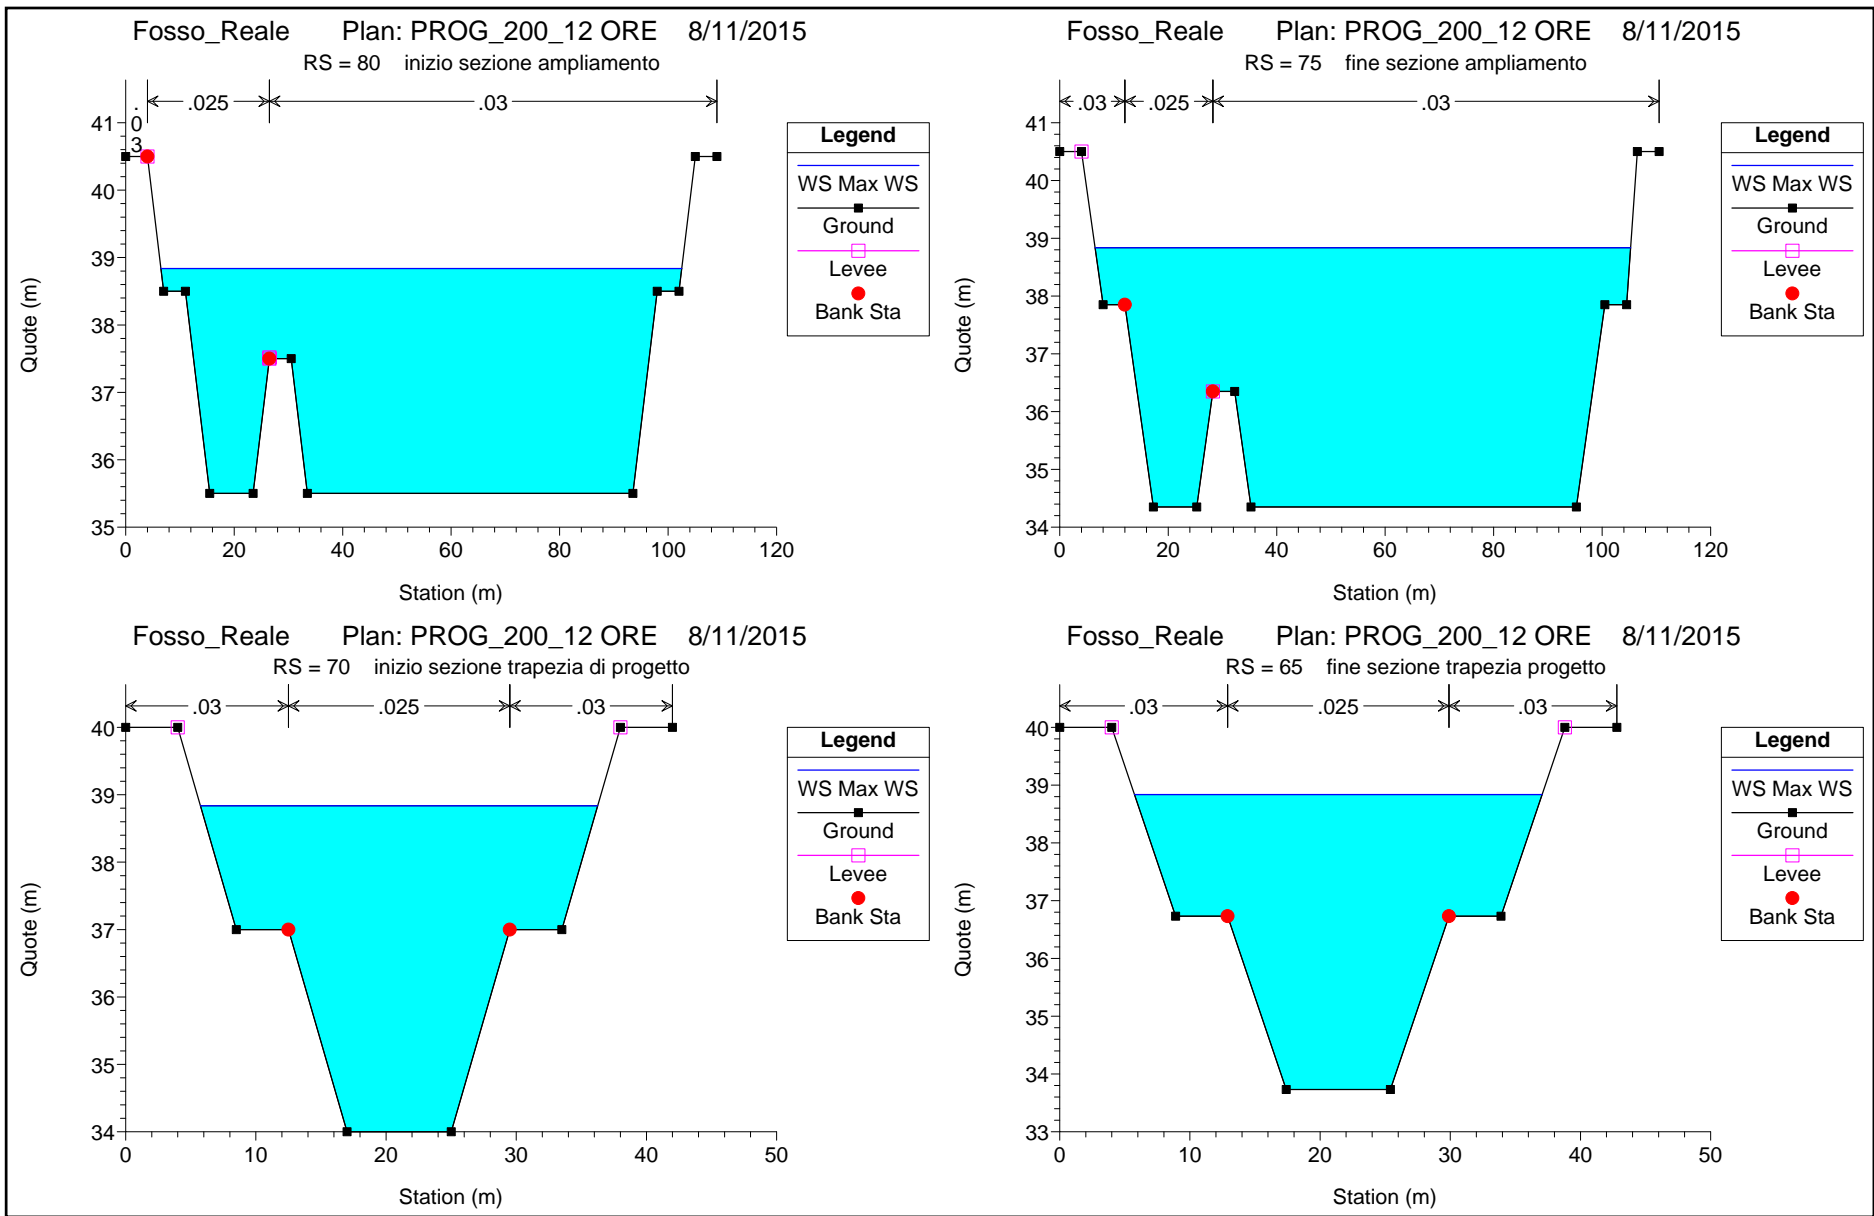 Fosso_Reale Plan: PROG_200_12 ORE 8/11/2015
RS = 80 inizio sezione ampliamento
.03 .025 .03
41
40
39
38
37
36
35
Quote (m)
0 20 40 60 80 100 120
Station (m)
Legend
WS Max WS
Ground
Levee
Bank Sta
Fosso_Reale Plan: PROG_200_12 ORE 8/11/2015
RS = 75 fine sezione ampliamento
.03 .025 .03
41
40
39
38
37
36
35
34
Quote (m)
0 20 40 60 80 100 120
Station (m)
Legend
WS Max WS
Ground
Levee
Bank Sta
Fosso_Reale Plan: PROG_200_12 ORE 8/11/2015
RS = 70 inizio sezione trapezia di progetto
.03 .025 .03
40
39
38
37
36
35
34
Quote (m)
0 10 20 30 40 50
Station (m)
Legend
WS Max WS
Ground
Levee
Bank Sta
Fosso_Reale Plan: PROG_200_12 ORE 8/11/2015
RS = 65 fine sezione trapezia progetto
.03 .025 .03
40
39
38
37
36
35
34
33
Quote (m)
0 10 20 30 40 50
Station (m)
Legend
WS Max WS
Ground
Levee
Bank Sta